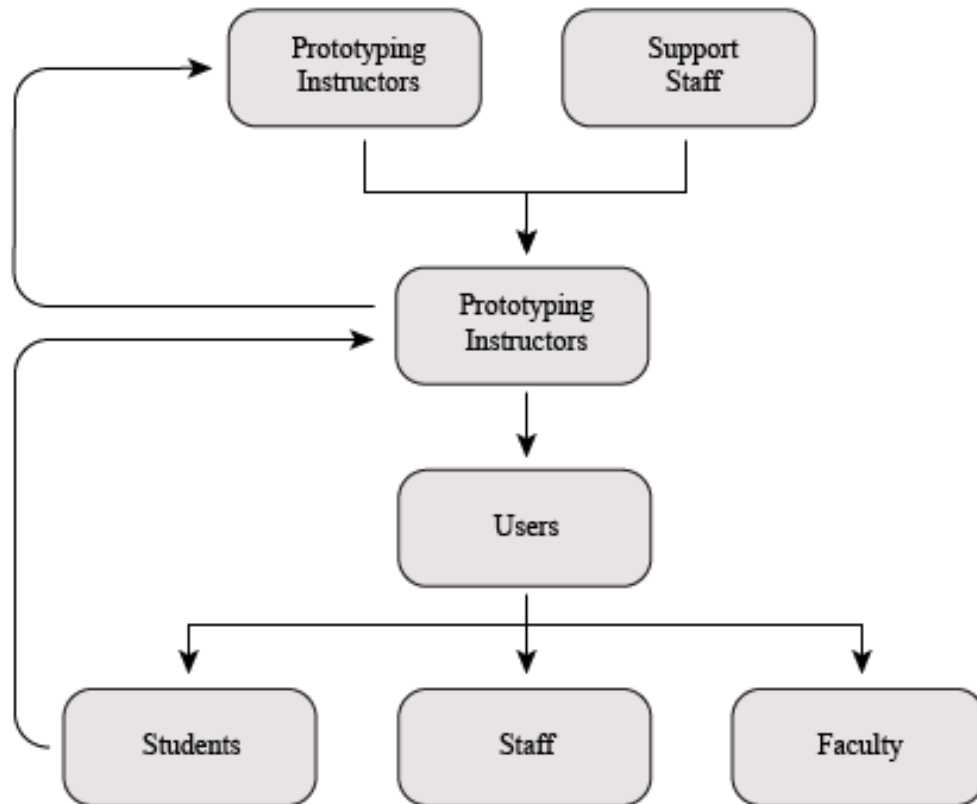 Prototyping
Instructors
Support
Staff
Prototyping
Instructors
Users
Students
Staff
Faculty